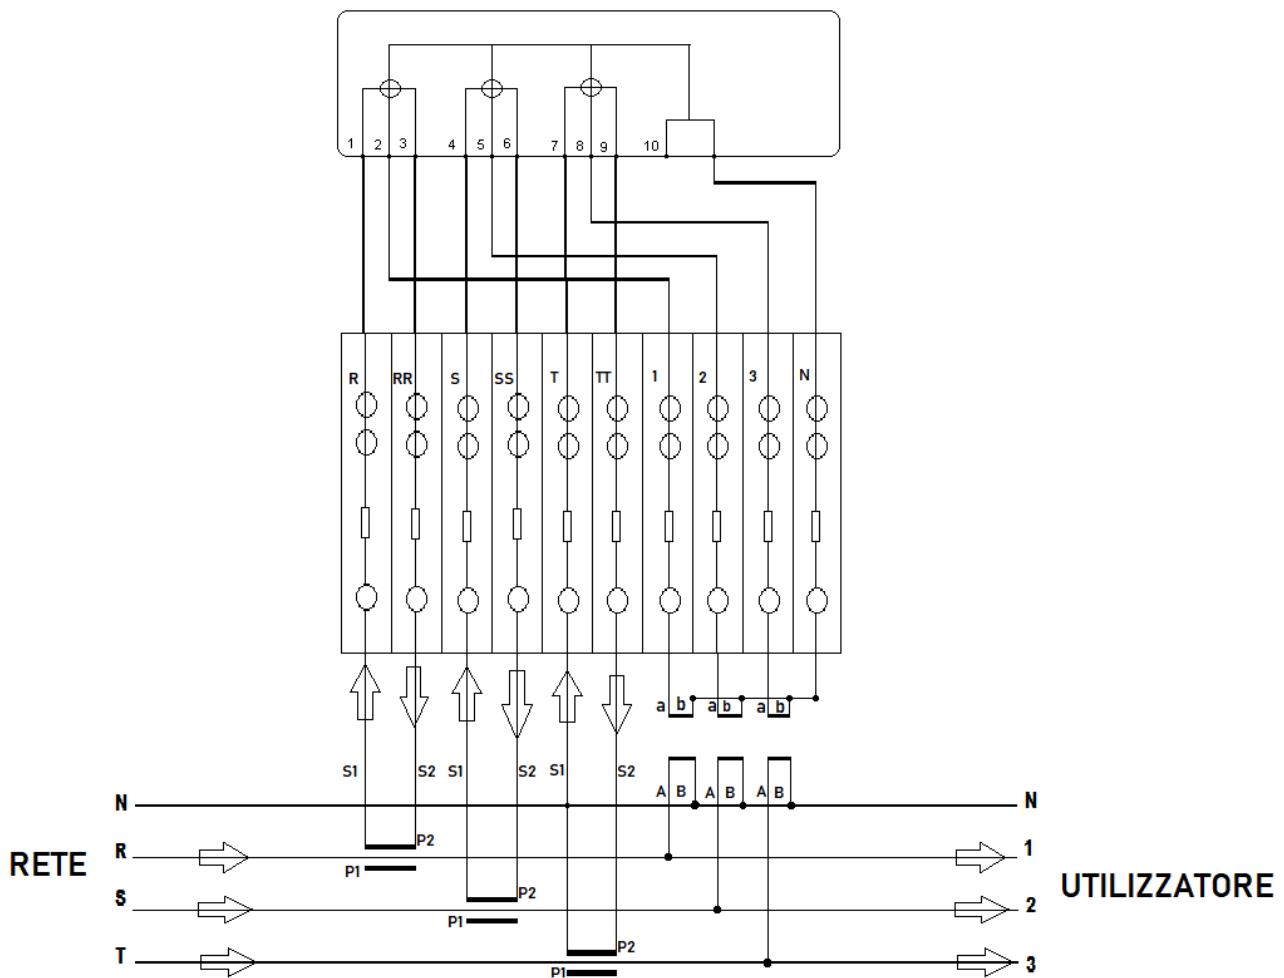 1 2 3 4 5 6 7 8 9 10
R RR S SS T TT 1 2 3 N
a b a b a b
S1 S2 S1 S2 S1 S2
A B A B A B
N N
P2
R 1
RETE
P1
UTILIZZATORE
P2
S 2
P1
P2
T 3
P1